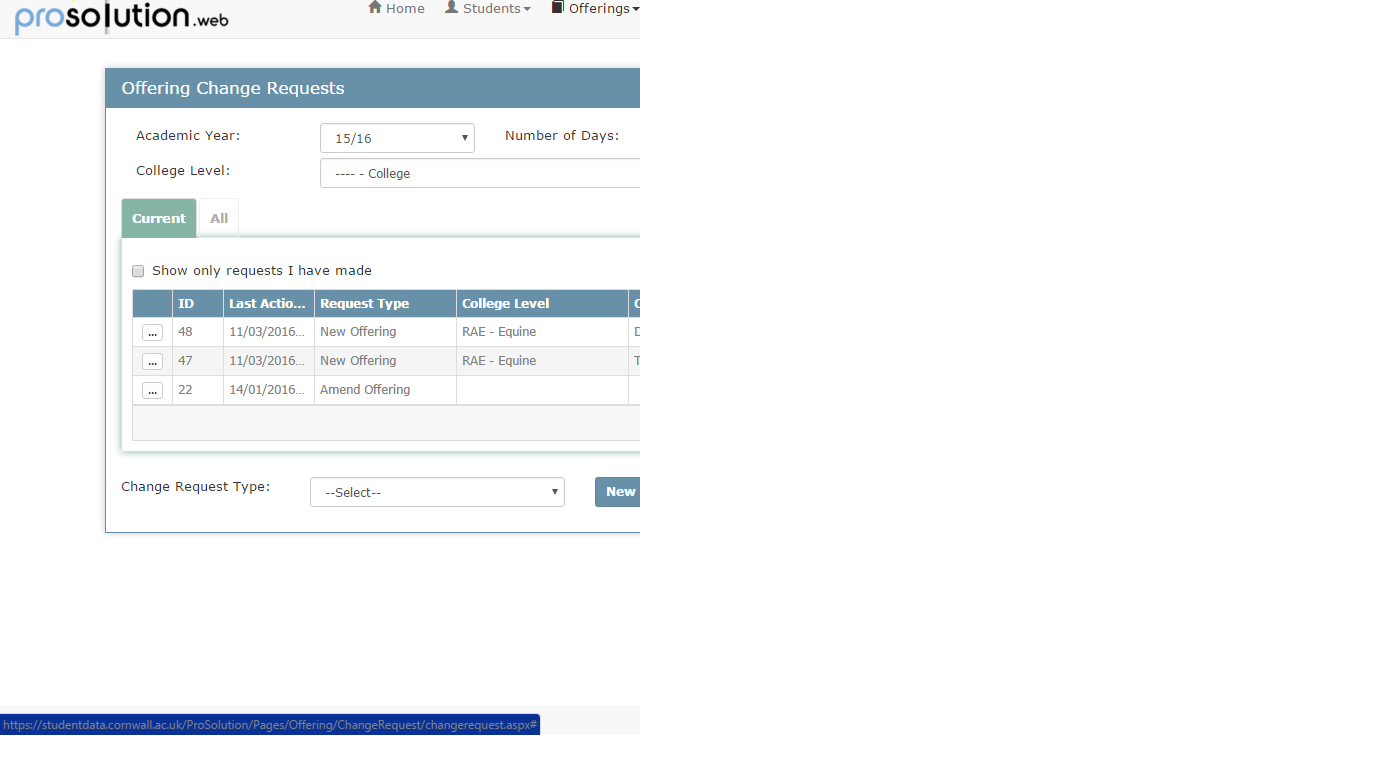 prosolution.web Home Students Offerings
Offering Change Requests
Academic Year: 15/16 Number of Days:
College Level: ---- - College
Current All
Show only requests I have made
ID Last Actio... Request Type College Level
... 48 11/03/2016... New Offering RAE - Equine D
... 47 11/03/2016... New Offering RAE - Equine T
... 22 14/01/2016... Amend Offering
Change Request Type: --Select-- New
https://studentdata.cornwall.ac.uk/ProSolution/Pages/Offering/ChangeRequest/changerequest.aspx#